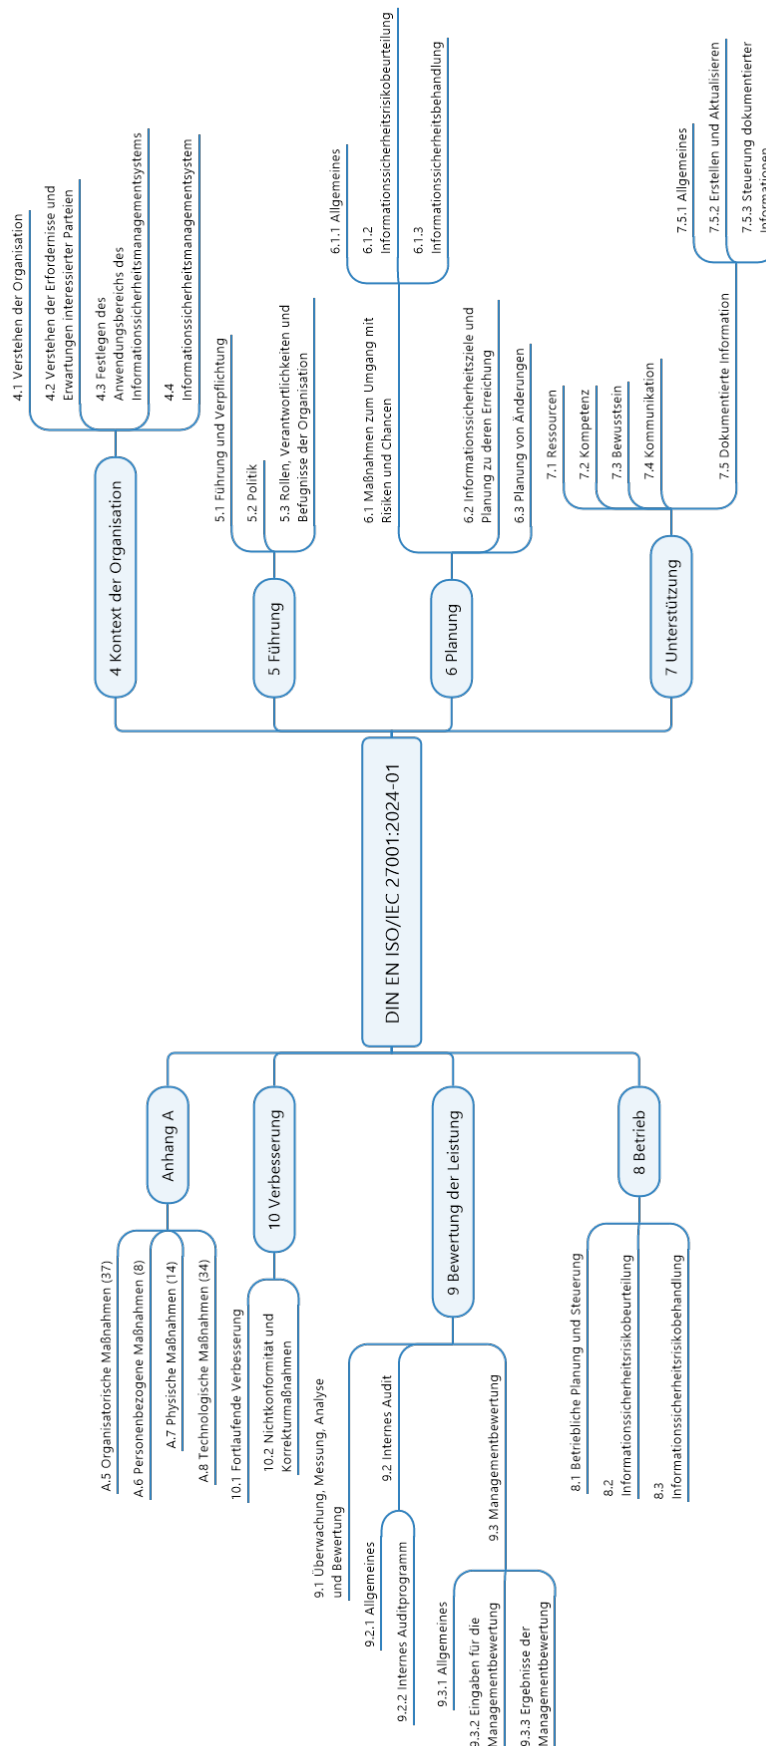 DIN EN ISO/IEC 27001:2024-01
4 Kontext der Organisation
4.1 Verstehen der Organisation
4.2 Verstehen der Erfordernisse und
Erwartungen interessierter Parteien
4.3 Festlegen des
Anwendungsbereichs des
Informationssicherheitsmanagementsystems
4.4
Informationssicherheitsmanagementsystem
5 Führung
5.1 Führung und Verpflichtung
5.2 Politik
5.3 Rollen, Verantwortlichkeiten und
Befugnisse der Organisation
6 Planung
6.1 Maßnahmen zum Umgang mit
Risiken und Chancen
6.1.1 Allgemeines
6.1.2
Informationssicherheitsrisikobeurteilung
6.1.3
Informationssicherheitsbehandlung
6.2 Informationssicherheitsziele und
Planung zu deren Erreichung
6.3 Planung von Änderungen
7 Unterstützung
7.1 Ressourcen
7.2 Kompetenz
7.3 Bewusstsein
7.4 Kommunikation
7.5 Dokumentierte Information
7.5.1 Allgemeines
7.5.2 Erstellen und Aktualisieren
7.5.3 Steuerung dokumentierter
Informationen
Anhang A
A.5 Organisatorische Maßnahmen (37)
A.6 Personenbezogene Maßnahmen (8)
A.7 Physische Maßnahmen (14)
A.8 Technologische Maßnahmen (34)
10 Verbesserung
10.1 Fortlaufende Verbesserung
10.2 Nichtkonformität und
Korrekturmaßnahmen
9 Bewertung der Leistung
9.1 Überwachung, Messung, Analyse
und Bewertung
9.2 Internes Audit
9.2.1 Allgemeines
9.2.2 Internes Auditprogramm
9.3 Managementbewertung
9.3.1 Allgemeines
9.3.2 Eingaben für die
Managementbewertung
9.3.3 Ergebnisse der
Managementbewertung
8 Betrieb
8.1 Betriebliche Planung und Steuerung
8.2
Informationssicherheitsrisikobeurteilung
8.3
Informationssicherheitsrisikobehandlung